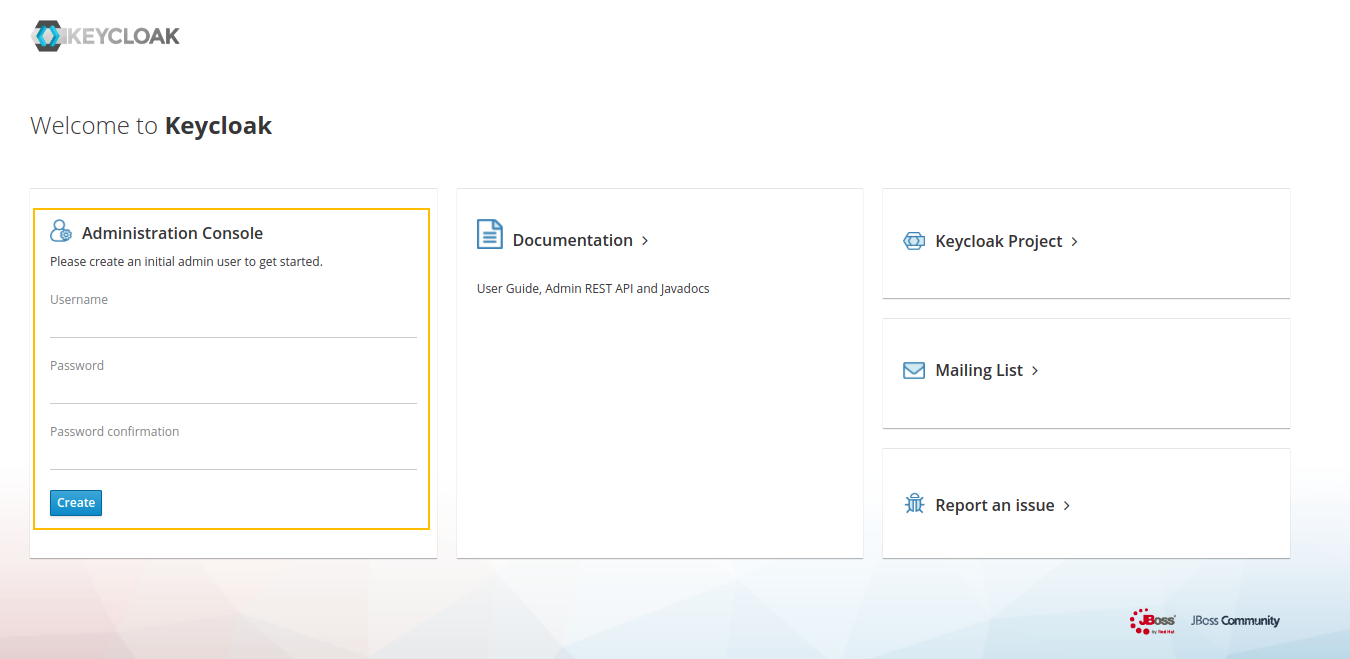 KEYCLOAK
Welcome to Keycloak
Administration Console
Please create an initial admin user to get started.
Username
Password
Password confirmation
Create
Documentation
User Guide, Admin REST API and Javadocs
Keycloak Project
Mailing List
Report an issue
JBoss by Red Hat
JBoss Community